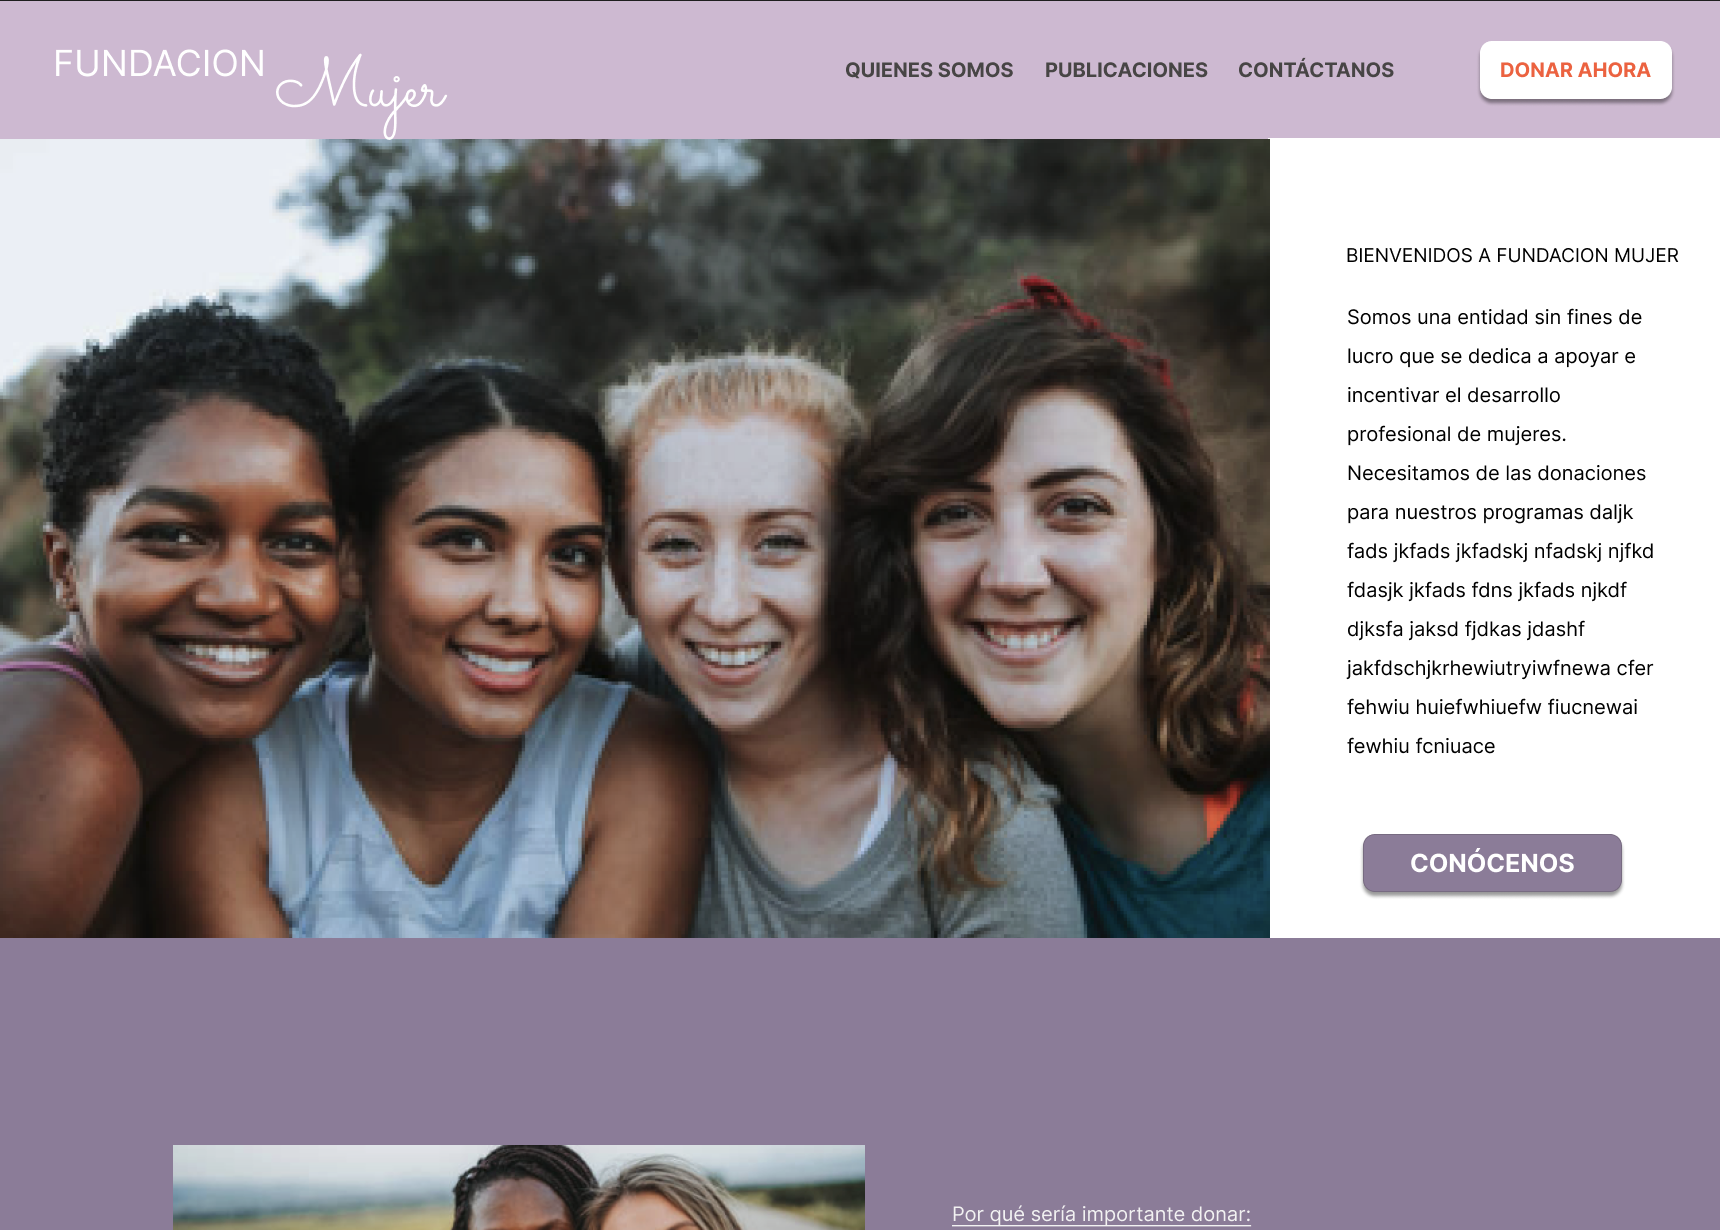 FUNDACION Mujer
QUIENES SOMOS
PUBLICACIONES
CONTÁCTANOS
DONAR AHORA
BIENVENIDOS A FUNDACION MUJER
Somos una entidad sin fines de
lucro que se dedica a apoyar e
incentivar el desarrollo
profesional de mujeres.
Necesitamos de las donaciones
para nuestros programas daljk
fads jkfads jkfadskj nfadskj njfkd
fdasjk jkfads fdns jkfads njkdf
djksfa jaksd fjdkas jdashf
jakfdschjkrhewiutryiwfnewa cfer
fehwiu huiefwhiuefw fiucnewai
fewhiu fcniuace
CONÓCENOS
Por qué sería importante donar: